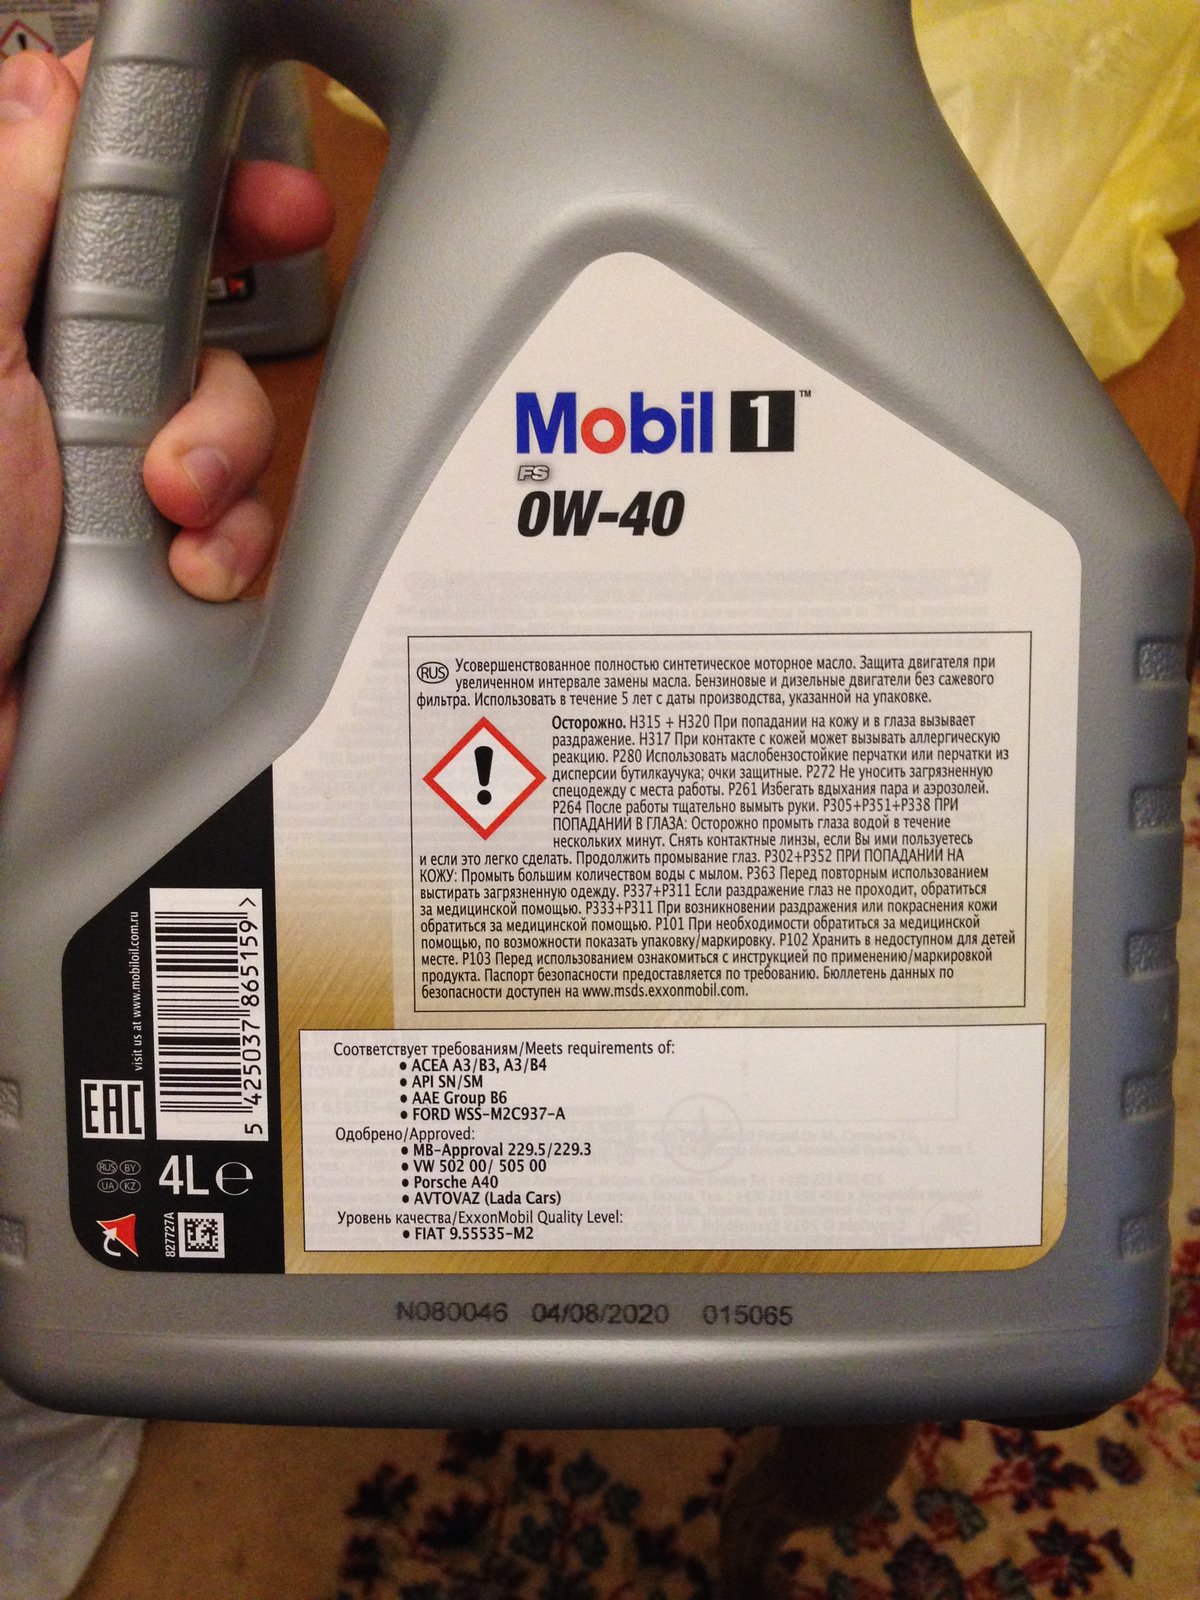 Mobil 1™
FS
0W-40
RUS Усовершенствованное полностью синтетическое моторное масло. Защита двигателя при
увеличенном интервале замены масла. Бензиновые и дизельные двигатели без сажевого
фильтра. Использовать в течение 5 лет с даты производства, указанной на упаковке.
Осторожно. H315 + H320 При попадании на кожу и в глаза вызывает
раздражение. H317 При контакте с кожей может вызывать аллергическую
реакцию. P280 Использовать маслобензостойкие перчатки или перчатки из
дисперсии бутилкаучука; очки защитные. P272 Не уносить загрязненную
спецодежду с места работы. P261 Избегать вдыхания пара и аэрозолей.
P264 После работы тщательно вымыть руки. P305+P351+P338 ПРИ
ПОПАДАНИИ В ГЛАЗА: Осторожно промыть глаза водой в течение
нескольких минут. Снять контактные линзы, если Вы ими пользуетесь
и если это легко сделать. Продолжить промывание глаз. P302+P352 ПРИ ПОПАДАНИИ НА
КОЖУ: Промыть большим количеством воды с мылом. P363 Перед повторным использованием
выстирать загрязненную одежду. P337+P311 Если раздражение глаз не проходит, обратиться
за медицинской помощью. P333+P311 При возникновении раздражения или покраснения кожи
обратиться за медицинской помощью. P101 При необходимости обратиться за медицинской
помощью, по возможности показать упаковку/маркировку. P102 Хранить в недоступном для детей
месте. P103 Перед использованием ознакомиться с инструкцией по применению/маркировкой
продукта. Паспорт безопасности предоставляется по требованию. Бюллетень данных по
безопасности доступен на www.msds.exxonmobil.com.
visit us at www.mobiloil.com.ru
5 425037 865159 >
EAC
RUS BY
UA KZ
4L e
827727A
Соответствует требованиям/Meets requirements of:
• ACEA A3/B3, A3/B4
• API SN/SM
• AAE Group B6
• FORD WSS-M2C937-A
Одобрено/Approved:
• MB-Approval 229.5/229.3
• VW 502 00/ 505 00
• Porsche A40
• AVTOVAZ (Lada Cars)
Уровень качества/ExxonMobil Quality Level:
• FIAT 9.55535-M2
N080046 04/08/2020 015065